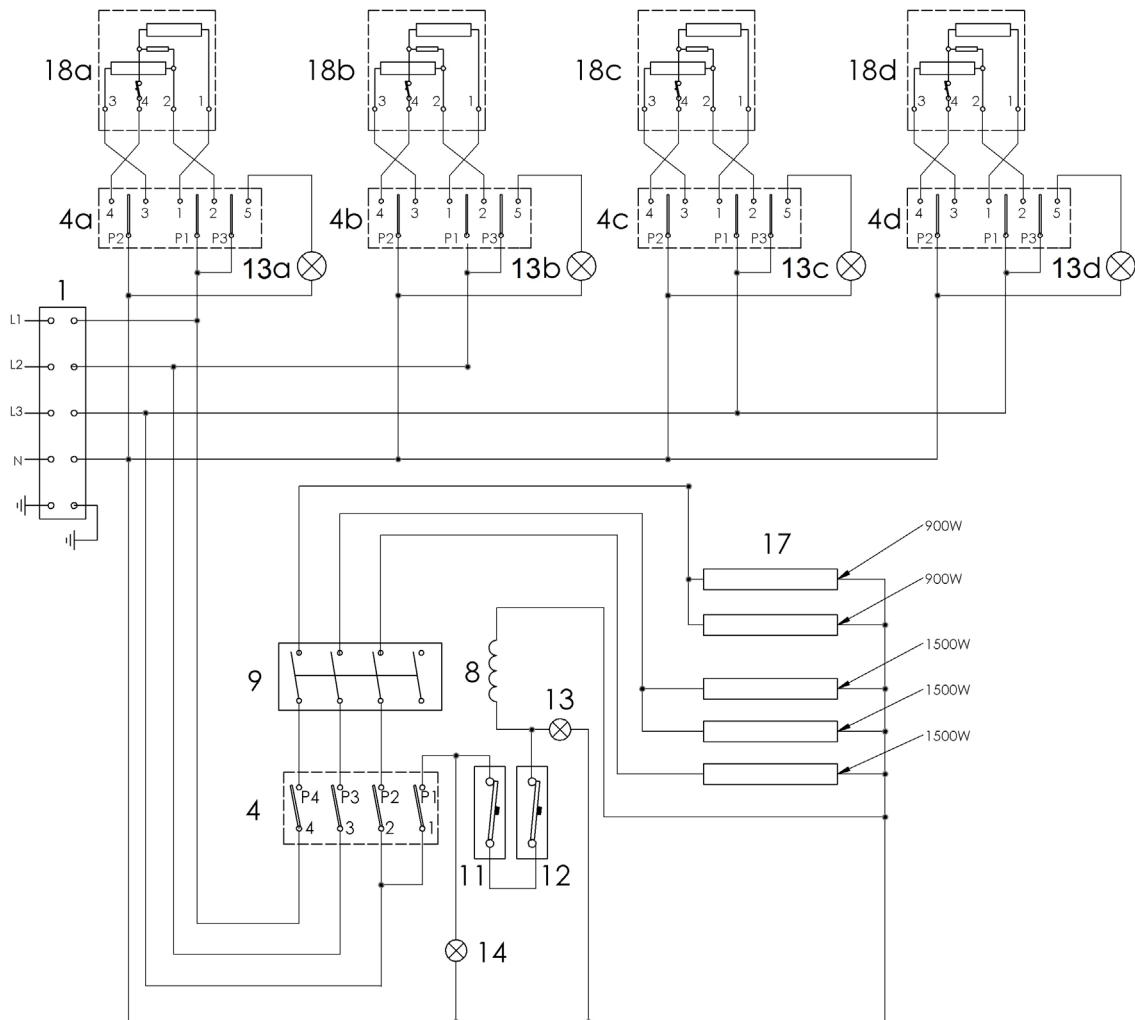 18a 18b 18c 18d
3 4 2 1 3 4 2 1 3 4 2 1 3 4 2 1
4a 4 3 1 2 5 4b 4 3 1 2 5 4c 4 3 1 2 5 4d 4 3 1 2 5
P2 P1 P3 P2 P1 P3 P2 P1 P3 P2 P1 P3
13a 13b 13c 13d
1
L1
L2
L3
N
17
900W
900W
1500W
1500W
1500W
9
8
13
4
P4 P3 P2 P1
4 3 2 1
11 12
14